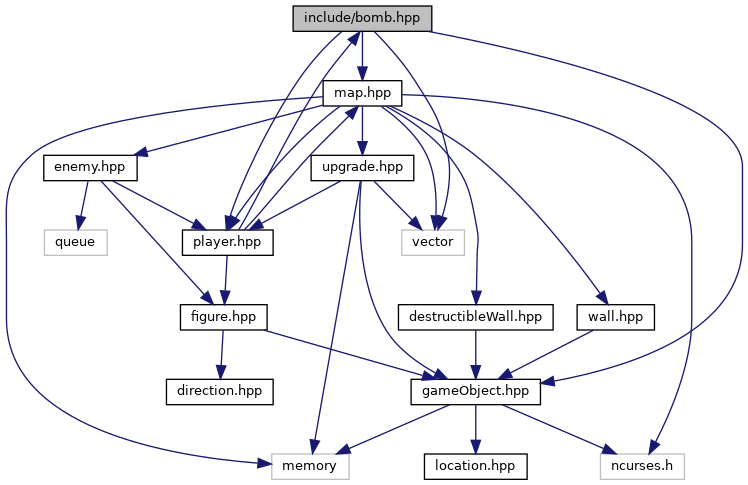 include/bomb.hpp
map.hpp
enemy.hpp
upgrade.hpp
queue
player.hpp
vector
figure.hpp
destructibleWall.hpp
wall.hpp
direction.hpp
gameObject.hpp
memory
location.hpp
ncurses.h